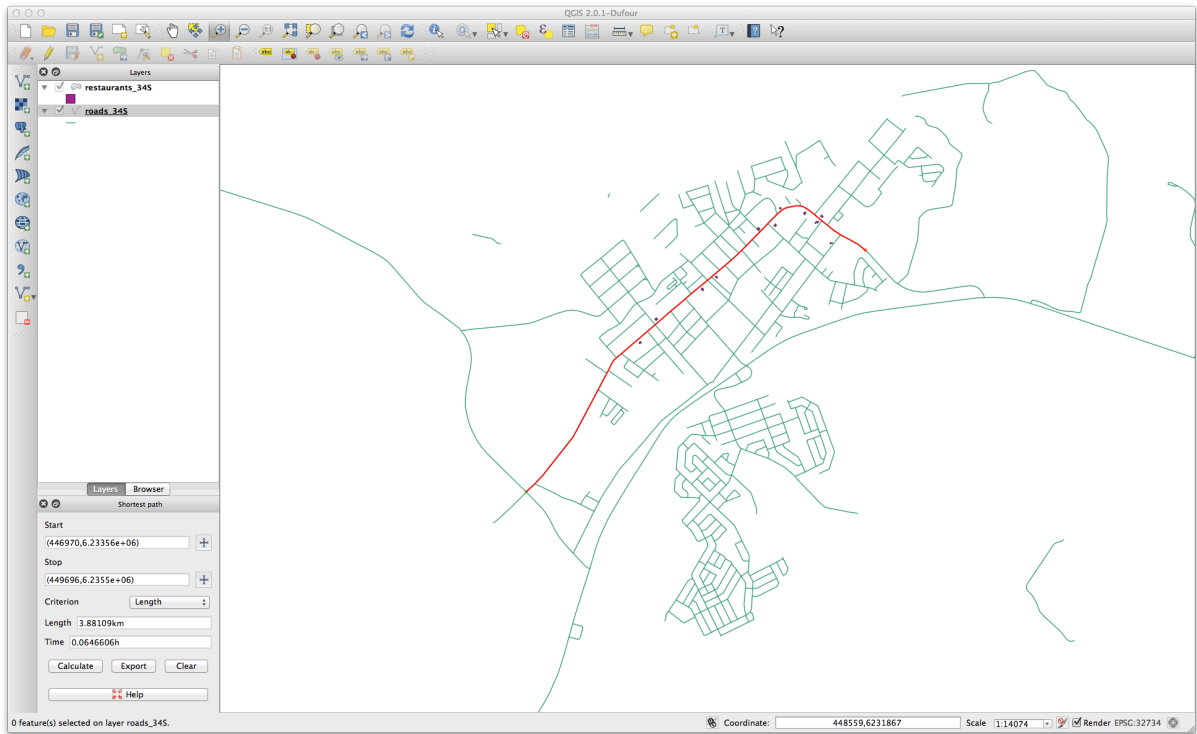 QGIS 2.0.1-Dufour
Layers
restaurants_34S
roads_34S
Layers Browser
Shortest path
Start
(446970,6.23356e+06)
Stop
(449696,6.2355e+06)
Criterion Length
Length 3.88109km
Time 0.0646606h
Calculate Export Clear
Help
0 feature(s) selected on layer roads_34S. Coordinate: 448559,6231867 Scale 1:14074 Render EPSG:32734